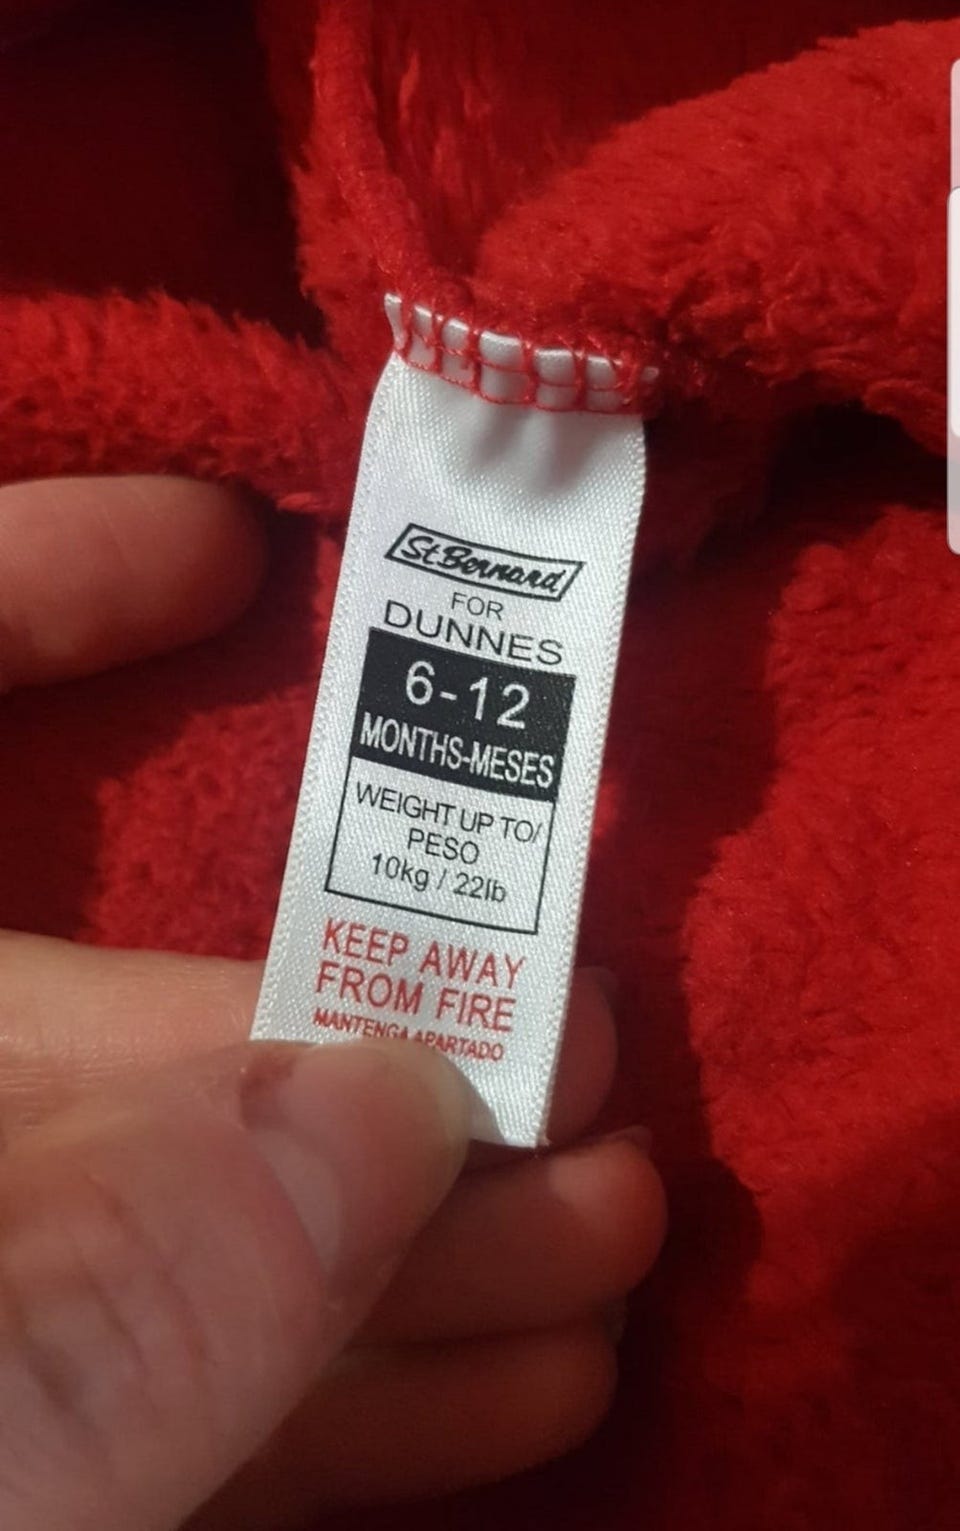 St.Bernard
FOR
DUNNES
6-12
MONTHS-MESES
WEIGHT UP TO/
PESO
10kg / 22lb
KEEP AWAY
FROM FIRE
MANTENGA APARTADO